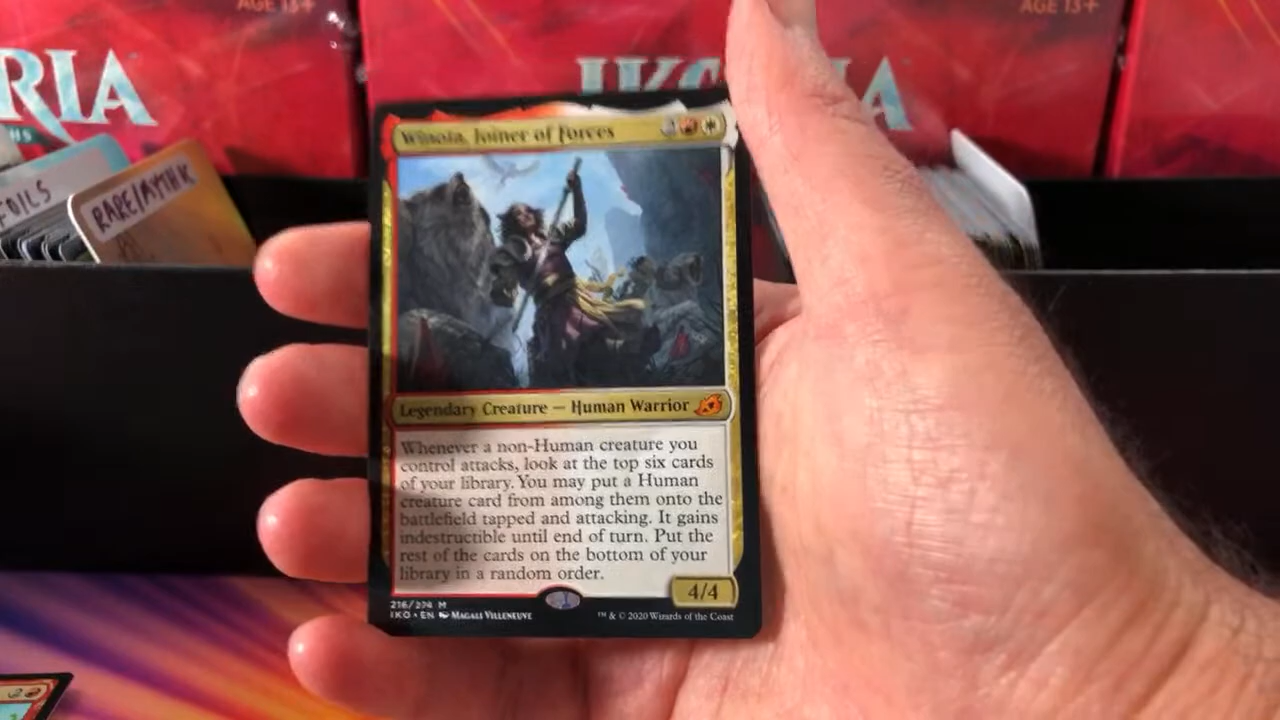 AGE 13+
AGE 13+
RIA
IKO
A
FOILS
RARE/MYTHIK
Winota, Joiner of Forces
Legendary Creature — Human Warrior
Whenever a non-Human creature you
control attacks, look at the top six cards
of your library. You may put a Human
creature card from among them onto the
battlefield tapped and attacking. It gains
indestructible until end of turn. Put the
rest of the cards on the bottom of your
library in a random order.
4/4
216/274 M
IKO • EN MAGALI VILLENEUVE
™ & © 2020 Wizards of the Coast